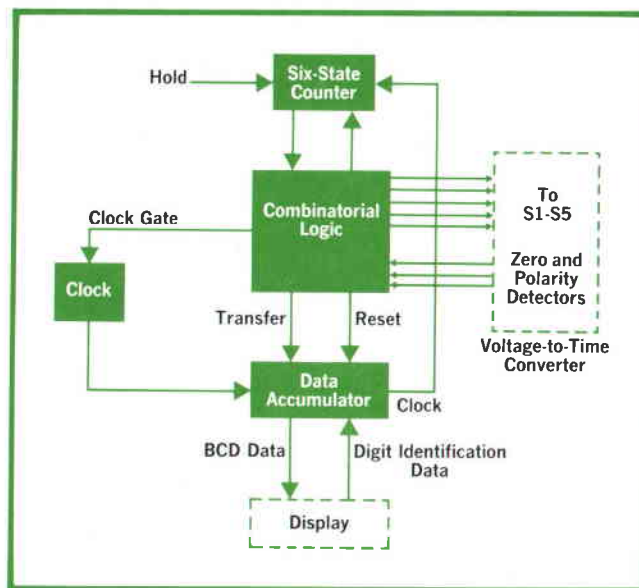 Hold
Six-State
Counter
Combinatorial
Logic
To
S1-S5
Zero and
Polarity
Detectors
Voltage-to-Time
Converter
Clock Gate
Clock
Transfer
Reset
Data
Accumulator
Clock
BCD Data
Digit Identification
Data
Display